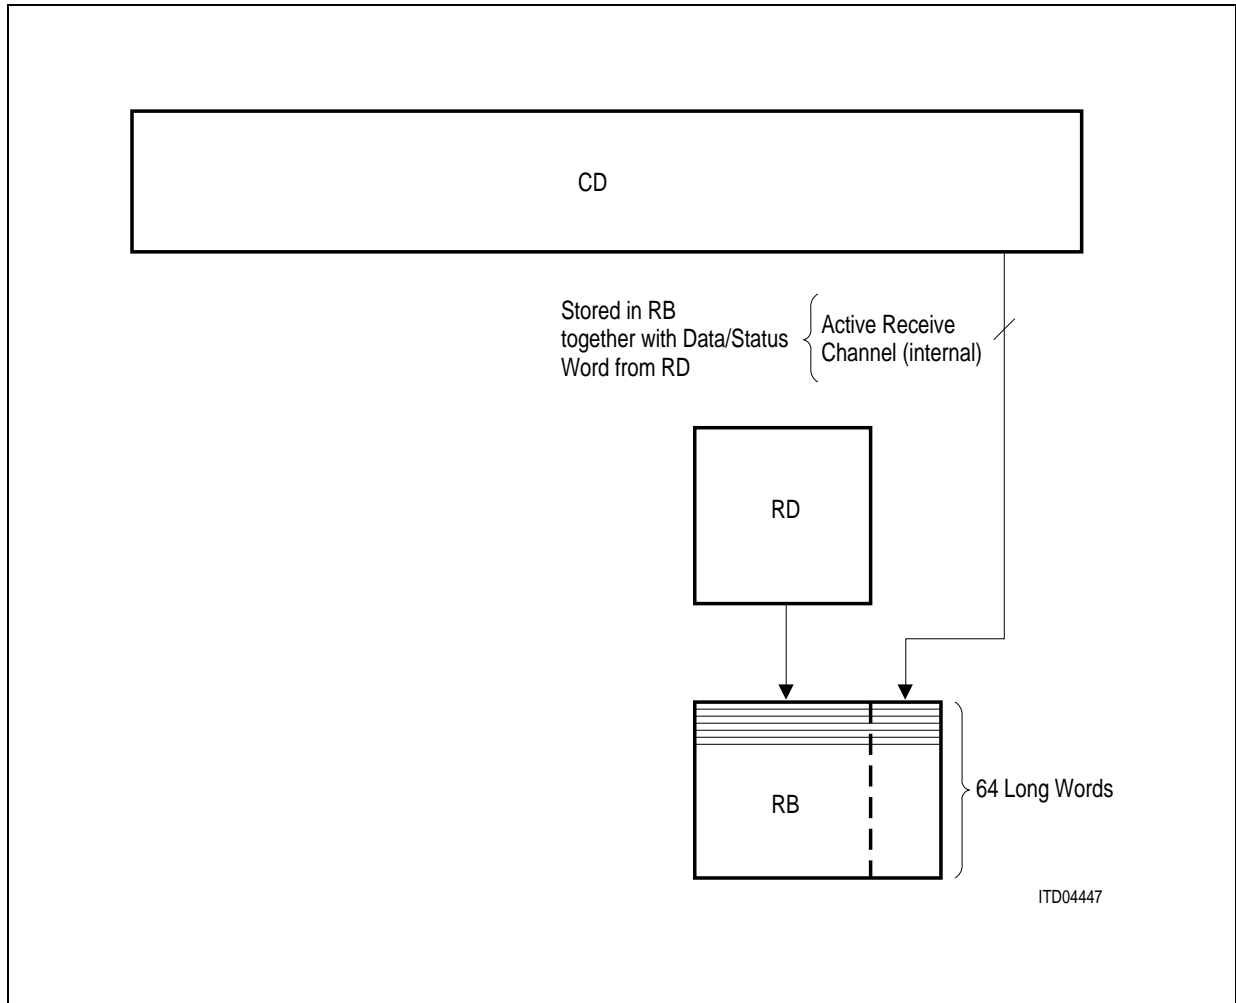 CD
Stored in RB
together with Data/Status
Word from RD
Active Receive
Channel (internal)
RD
RB
64 Long Words
ITD04447